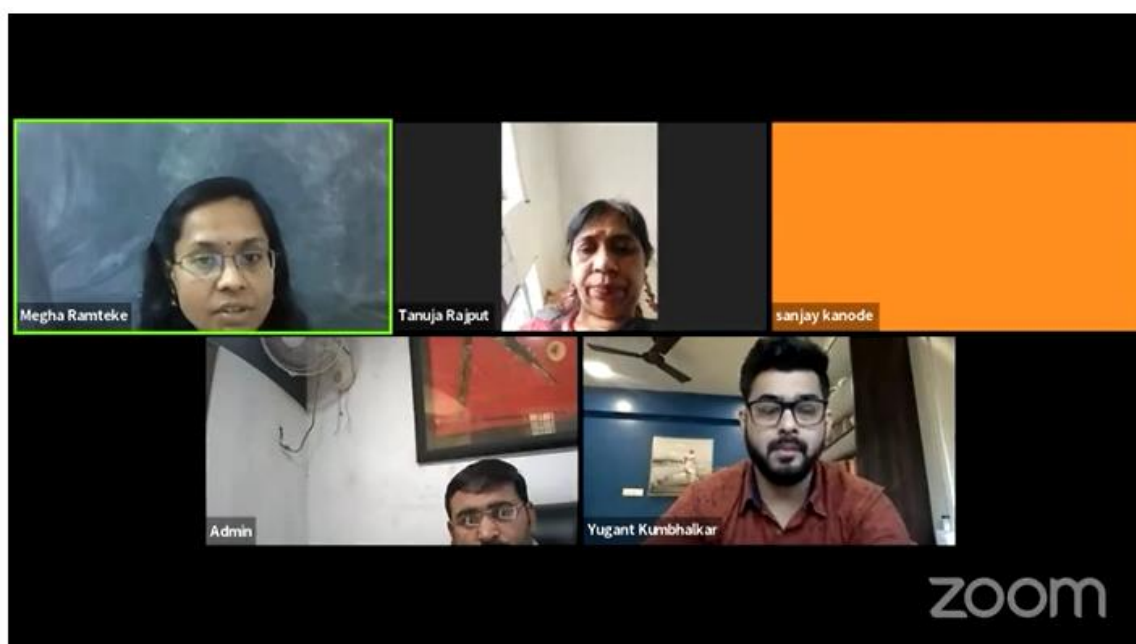 Megha Ramteke
Tanuja Rajput
sanjay kanode
Admin
Yugant Kumbhalkar
zoom